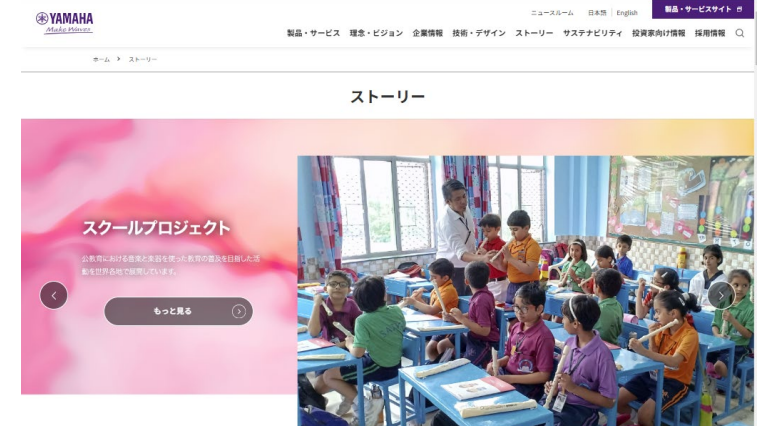 YAMAHA
Make Waves
ニュースルーム 日本語 English 製品・サービスサイト
製品・サービス 理念・ビジョン 企業情報 技術・デザイン ストーリー サステナビリティ 投資家向け情報 採用情報
ホーム > ストーリー
ストーリー
スクールプロジェクト
公教育における音楽と楽器を使った教育の普及を目指した活
動を世界各地で展開しています。
もっと見る